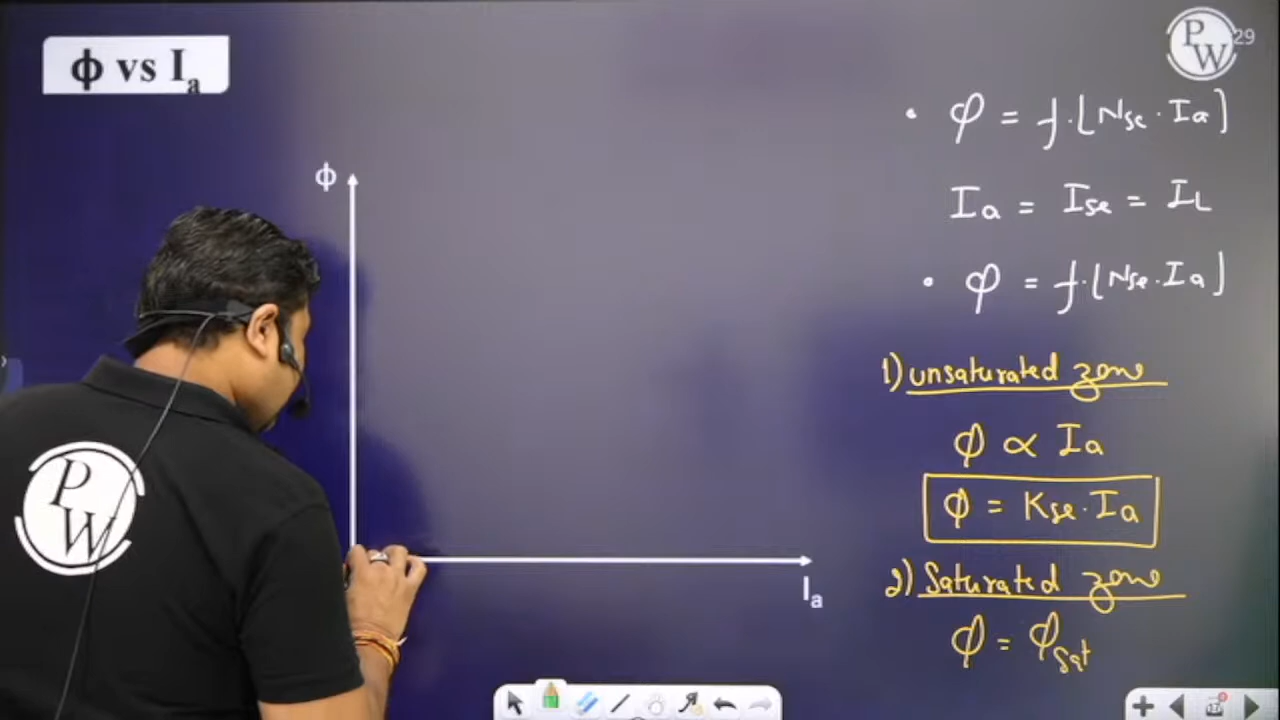 ϕ vs Iₐ
PW
29
• φ = f.[Nse . Ia]
Ia = Ise = IL
• φ = f.[Nse . Ia]
ϕ
1) unsaturated zone
ϕ ∝ Ia
ϕ = Kse . Ia
2) Saturated zone
φ = φsat
Iₐ
PW